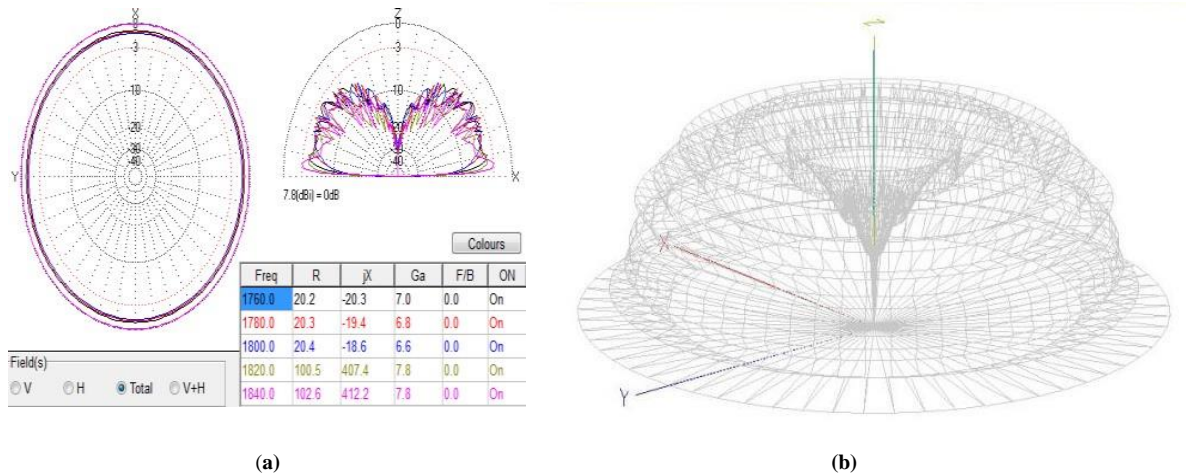 X
0
3
10
20
30
40
Y
Z
0
3
10
20
40
X
7.8(dBi) = 0dB
Colours
Freq R jX Ga F/B ON
1760.0 20.2 -20.3 7.0 0.0 On
1780.0 20.3 -19.4 6.8 0.0 On
1800.0 20.4 -18.6 6.6 0.0 On
1820.0 100.5 407.4 7.8 0.0 On
1840.0 102.6 412.2 7.8 0.0 On
Field(s)
V H Total V+H
X
Y
(a) (b)